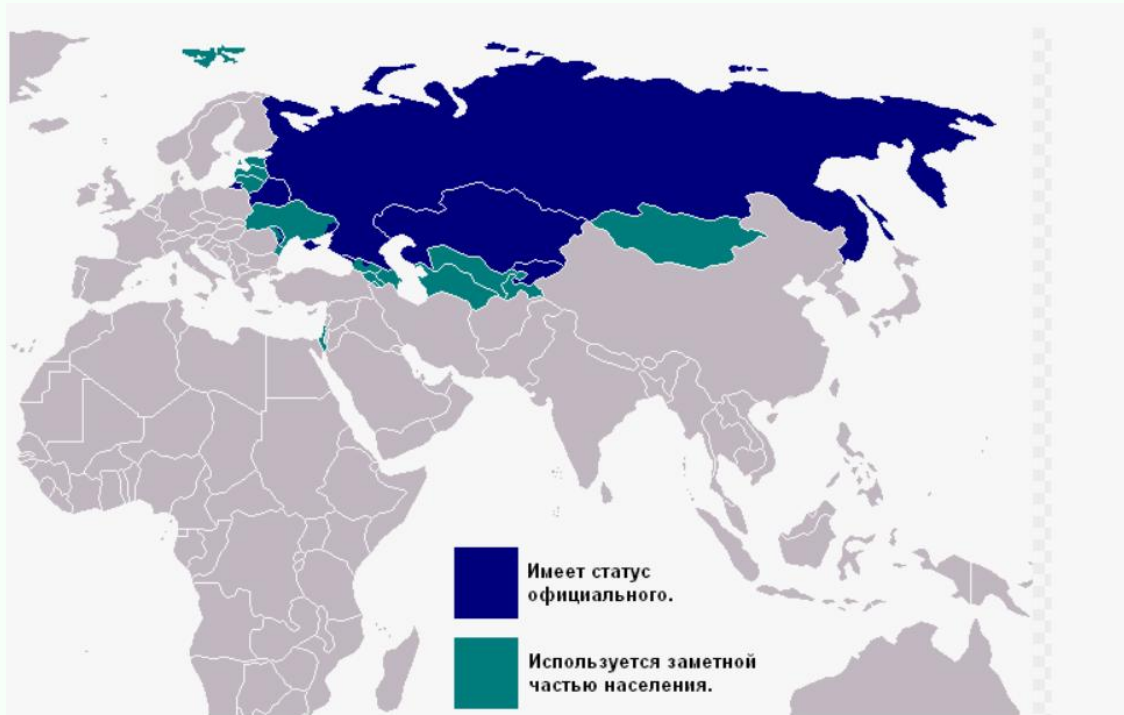 Имеет статус
официального.
Используется заметной
частью населения.